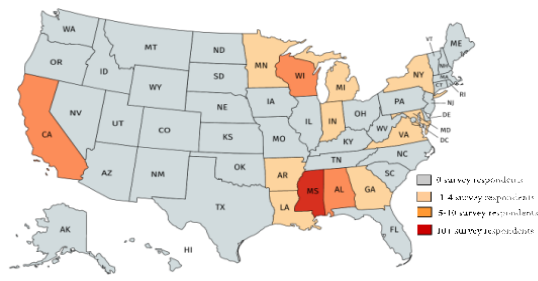 WA
MT
ND
MN
OR
ID
WY
SD
WI
MI
NY
VT
ME
NH
MA
CT
RI
NV
UT
CO
NE
IA
IL
IN
OH
PA
NJ
DE
MD
DC
CA
AZ
NM
KS
MO
KY
WV
VA
OK
AR
TN
NC
SC
TX
LA
MS
AL
GA
FL
AK
HI
0 survey respondents
1-4 survey respondents
5-10 survey respondents
10+ survey respondents